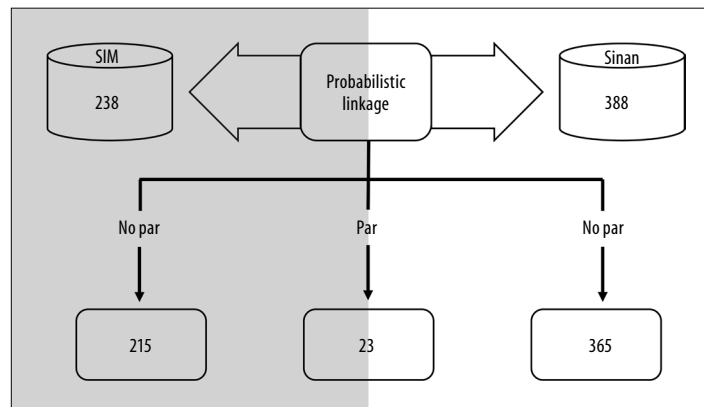 SIM
238
Probabilistic
linkage
Sinan
388
No par
Par
No par
215
23
365